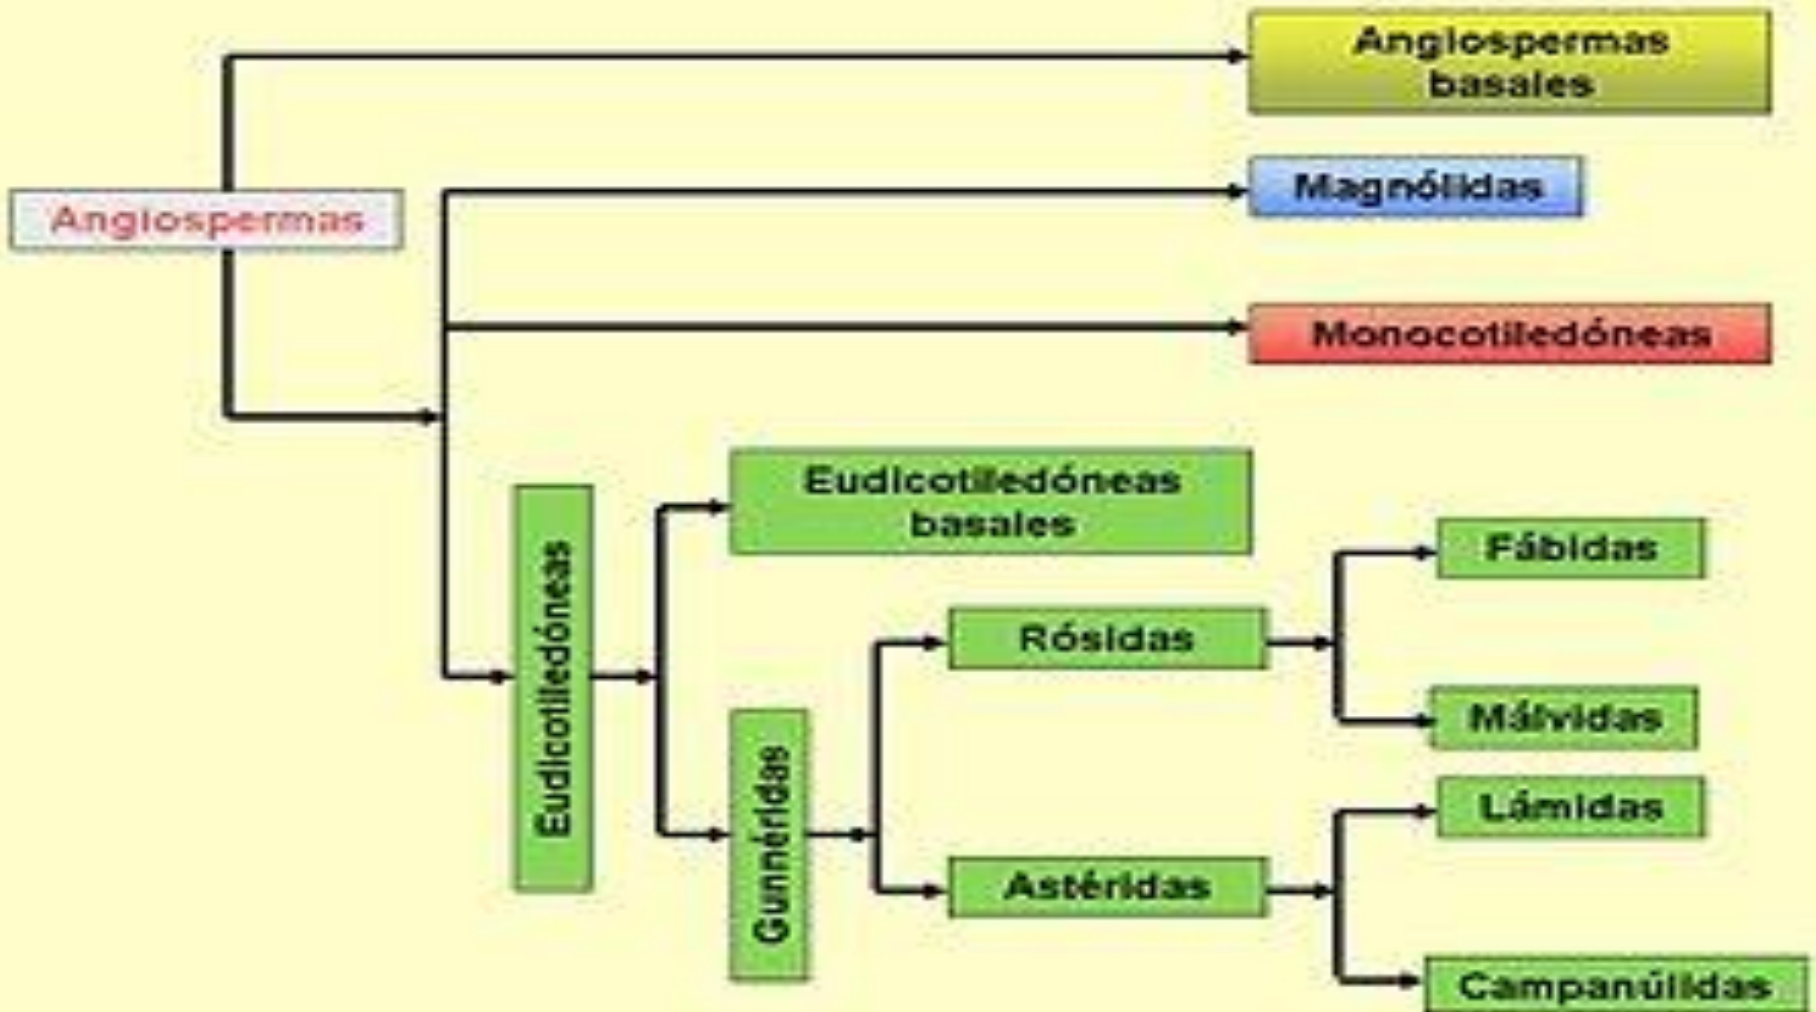 Angiospermas
basales
Magnólidas
Angiospermas
Monocotiledóneas
Eudicotiledóneas
basales
Eudicotiledóneas
Fábidas
Rósidas
Málvidas
Gunnéridas
Lámidas
Astéridas
Campanúlidas